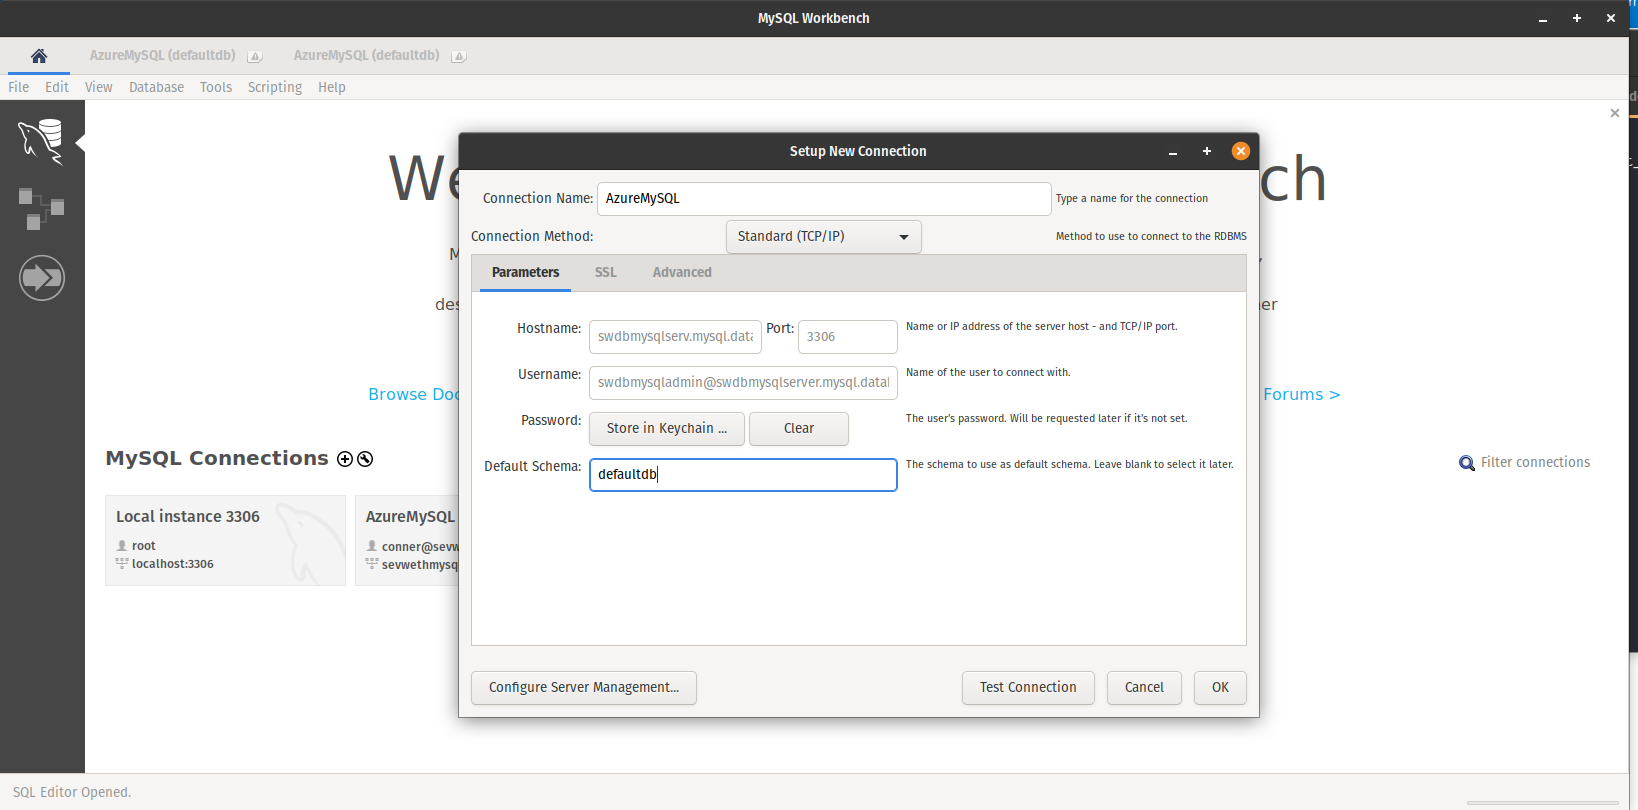 MySQL Workbench
AzureMySQL (defaultdb)
AzureMySQL (defaultdb)
File Edit View Database Tools Scripting Help
We
ch
Browse Doc
Forums >
MySQL Connections
Filter connections
Local instance 3306
root
localhost:3306
AzureMySQL
conner@sevw
sevwethmysq
Setup New Connection
Connection Name: AzureMySQL Type a name for the connection
Connection Method: Standard (TCP/IP) Method to use to connect to the RDBMS
Parameters SSL Advanced
Hostname: swdbmysqlserv.mysql.data Port: 3306 Name or IP address of the server host - and TCP/IP port.
Username: swdbmysqladmin@swdbmysqlserver.mysql.datal Name of the user to connect with.
Password: Store in Keychain ... Clear The user's password. Will be requested later if it's not set.
Default Schema: defaultdb The schema to use as default schema. Leave blank to select it later.
Configure Server Management... Test Connection Cancel OK
SQL Editor Opened.